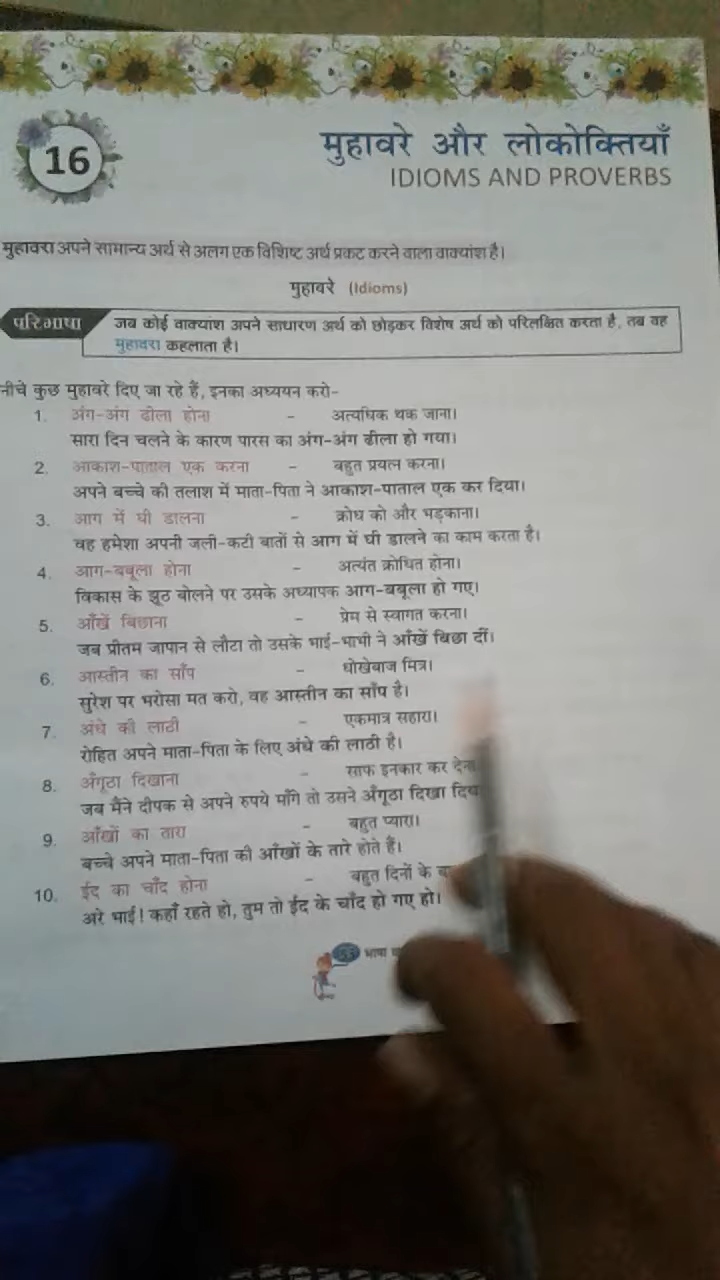 16
मुहावरे और लोकोक्तियाँ
IDIOMS AND PROVERBS
मुहावरा अपने सामान्य अर्थ से अलग एक विशिष्ट अर्थ प्रकट करने वाला वाक्यांश है।
मुहावरे (Idioms)
परिभाषा
जब कोई वाक्यांश अपने साधारण अर्थ को छोड़कर विशेष अर्थ को परिलक्षित करता है, तब वह
मुहावरा कहलाता है।
नीचे कुछ मुहावरे दिए जा रहे हैं, इनका अध्ययन करो–
1. अंग-अंग ढीला होना – अत्यधिक थक जाना।
सारा दिन चलने के कारण पारस का अंग-अंग ढीला हो गया।
2. आकाश-पाताल एक करना – बहुत प्रयत्न करना।
अपने बच्चे की तलाश में माता-पिता ने आकाश-पाताल एक कर दिया।
3. आग में घी डालना – क्रोध को और भड़काना।
वह हमेशा अपनी जली-कटी बातों से आग में घी डालने का काम करता है।
4. आग-बबूला होना – अत्यंत क्रोधित होना।
विकास के झूठ बोलने पर उसके अध्यापक आग-बबूला हो गए।
5. आँखें बिछाना – प्रेम से स्वागत करना।
जब प्रीतम जापान से लौटा तो उसके भाई-भाभी ने आँखें बिछा दीं।
6. आस्तीन का साँप – धोखेबाज मित्र।
सुरेश पर भरोसा मत करो, वह आस्तीन का साँप है।
7. अंधे की लाठी – एकमात्र सहारा।
रोहित अपने माता-पिता के लिए अंधे की लाठी है।
8. अँगूठा दिखाना – साफ इनकार कर देना
जब मैंने दीपक से अपने रुपये माँगे तो उसने अँगूठा दिखा
9. आँखों का तारा – बहुत प्यारा।
बच्चे अपने माता-पिता की आँखों के तारे होते हैं।
10. ईद का चाँद होना – बहुत दिनों के
अरे भाई! कहाँ रहते हो, तुम तो ईद के चाँद हो गए हो।
भाषा